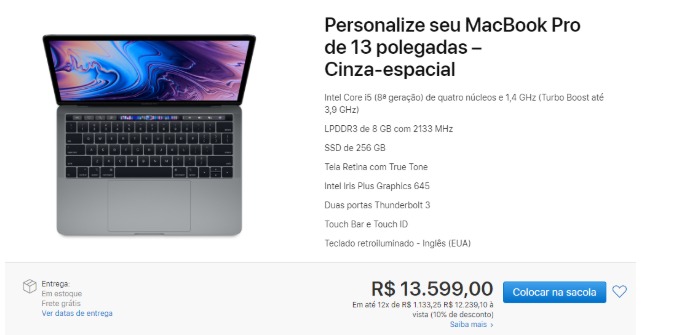 Personalize seu MacBook Pro
de 13 polegadas –
Cinza-espacial
Intel Core i5 (8ª geração) de quatro núcleos e 1,4 GHz (Turbo Boost até
3,9 GHz)
LPDDR3 de 8 GB com 2133 MHz
SSD de 256 GB
Tela Retina com True Tone
Intel Iris Plus Graphics 645
Duas portas Thunderbolt 3
Touch Bar e Touch ID
Teclado retroiluminado - Inglês (EUA)
Entrega:
Em estoque
Frete grátis
Ver datas de entrega
R$ 13.599,00
Em até 12x de R$ 1.133,25 R$ 12.239,10 à
vista (10% de desconto)
Saiba mais >
Colocar na sacola